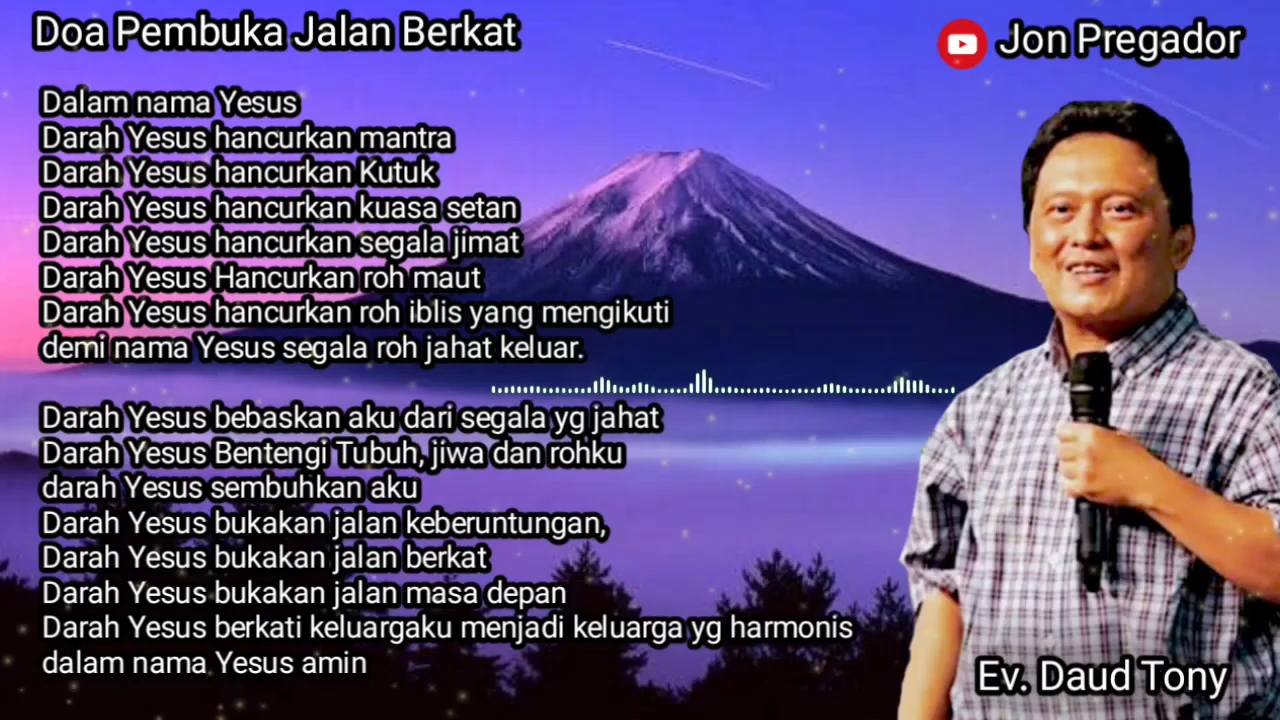 Doa Pembuka Jalan Berkat
Jon Pregador
Dalam nama Yesus
Darah Yesus hancurkan mantra
Darah Yesus hancurkan Kutuk
Darah Yesus hancurkan kuasa setan
Darah Yesus hancurkan segala jimat
Darah Yesus Hancurkan roh maut
Darah Yesus hancurkan roh iblis yang mengikuti
demi nama Yesus segala roh jahat keluar.
Darah Yesus bebaskan aku dari segala yg jahat
Darah Yesus Bentengi Tubuh, jiwa dan rohku
darah Yesus sembuhkan aku
Darah Yesus bukakan jalan keberuntungan,
Darah Yesus bukakan jalan berkat
Darah Yesus bukakan jalan masa depan
Darah Yesus berkati keluargaku menjadi keluarga yg harmonis
dalam nama Yesus amin
Ev. Daud Tony